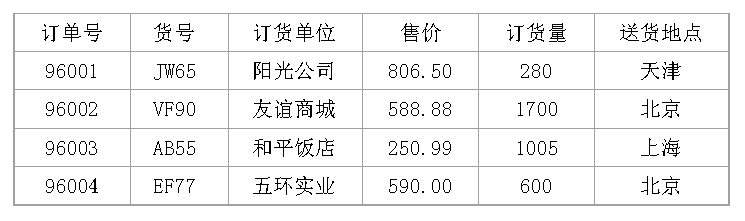 订单号 货号 订货单位 售价 订货量 送货地点
96001 JW65 阳光公司 806.50 280 天津
96002 VF90 友谊商城 588.88 1700 北京
96003 AB55 和平饭店 250.99 1005 上海
96004 EF77 五环实业 590.00 600 北京